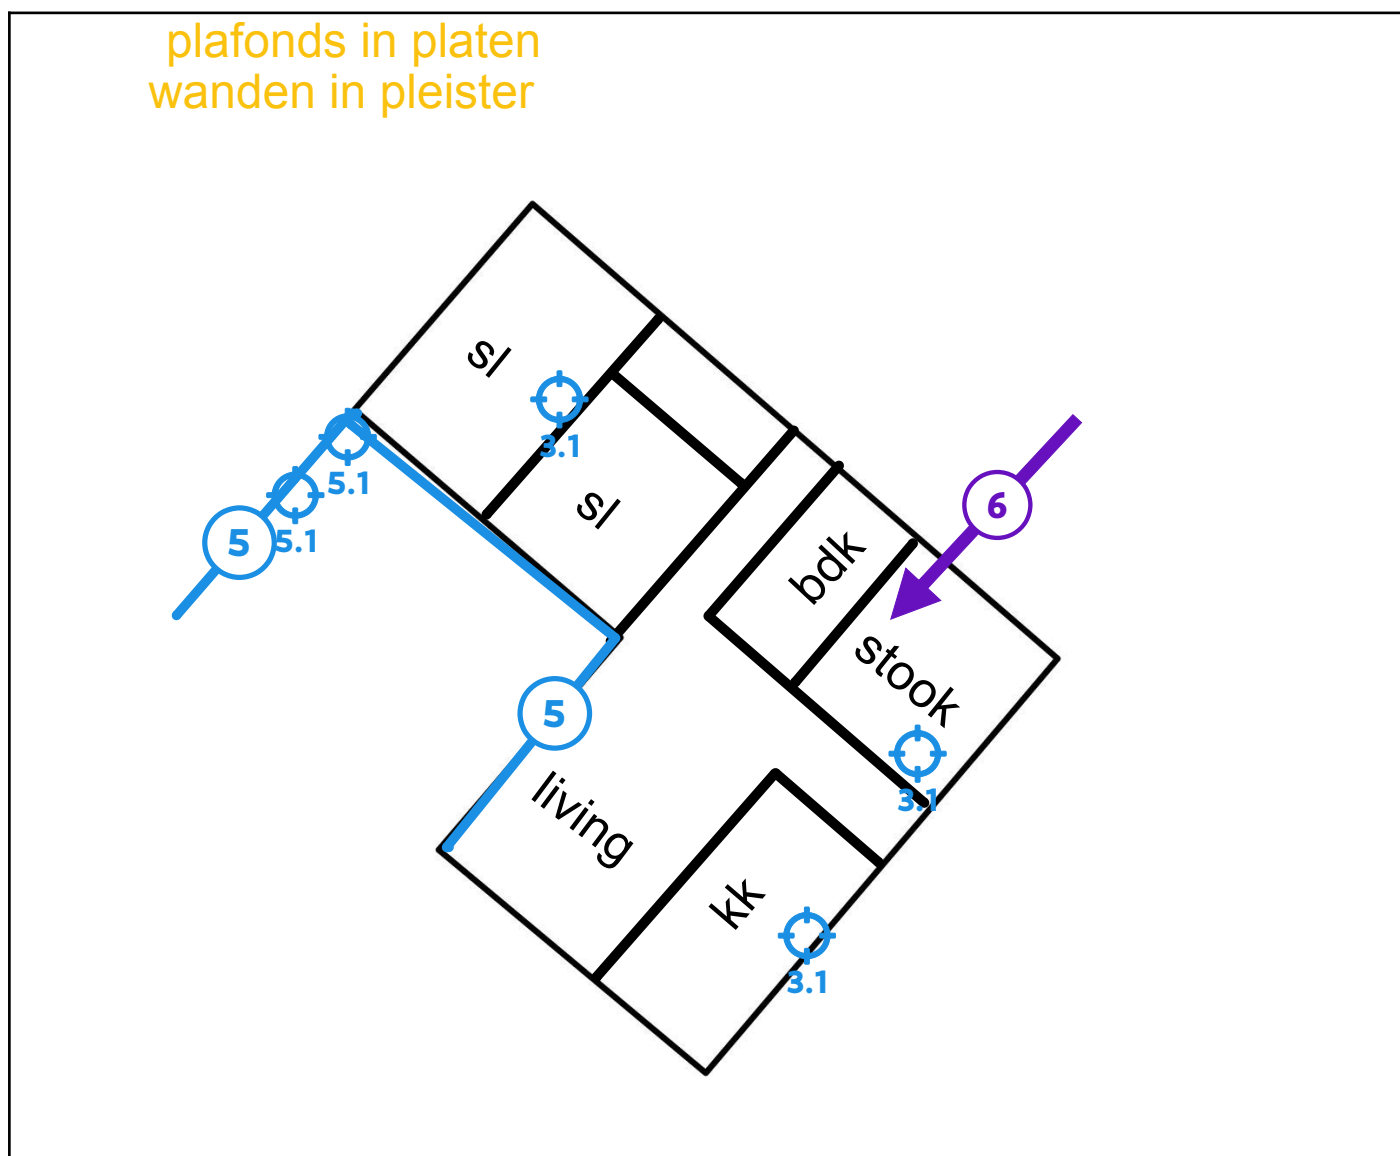 plafonds in platen
wanden in pleister
sl
3.1
5.1
5
5.1
sl
6
bdk
stook
5
3.1
living
kk
3.1